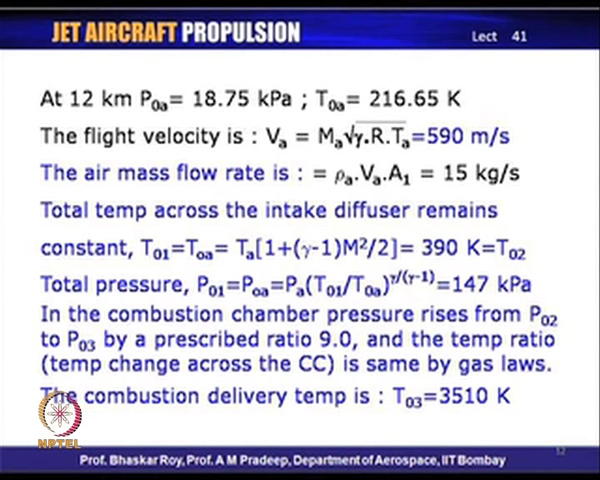 JET AIRCRAFT PROPULSION Lect 41
At 12 km P₀ₐ= 18.75 kPa ; T₀ₐ= 216.65 K
The flight velocity is : Vₐ = Mₐ√γ.R.Tₐ=590 m/s
The air mass flow rate is : = ρₐ.Vₐ.A₁ = 15 kg/s
Total temp across the intake diffuser remains
constant, T₀₁=T₀ₐ= Tₐ[1+(γ-1)M²/2]= 390 K=T₀₂
Total pressure, P₀₁=P₀ₐ=Pₐ(T₀₁/T₀ₐ)^γ/(γ-1)=147 kPa
In the combustion chamber pressure rises from P₀₂
to P₀₃ by a prescribed ratio 9.0, and the temp ratio
(temp change across the CC) is same by gas laws.
The combustion delivery temp is : T₀₃=3510 K
NPTEL
12
Prof. Bhaskar Roy, Prof. A M Pradeep, Department of Aerospace, IIT Bombay